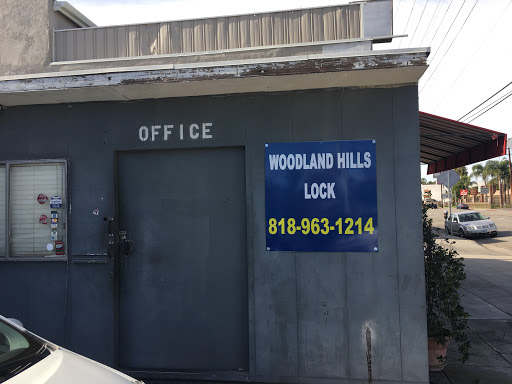 OFFICE
WOODLAND HILLS
LOCK
818-963-1214